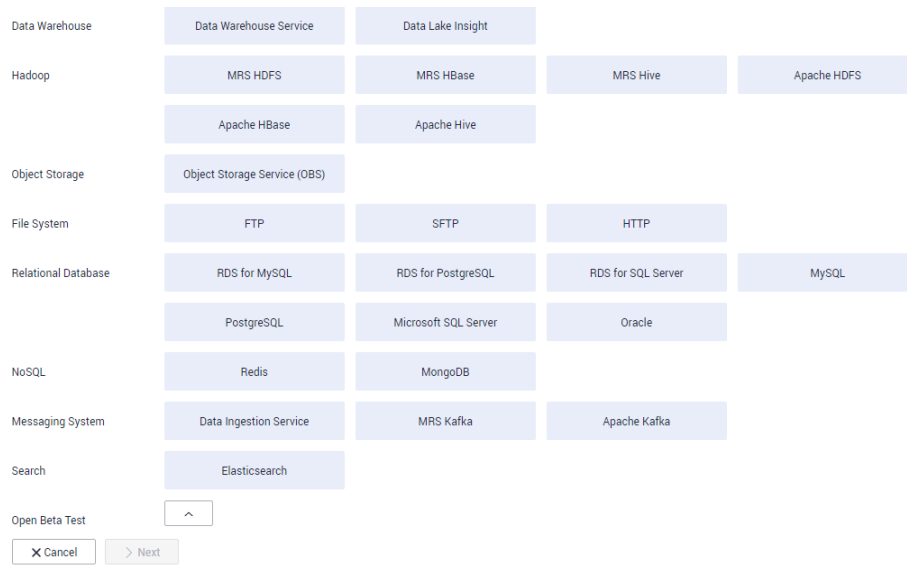 Data Warehouse Data Warehouse Service Data Lake Insight
Hadoop MRS HDFS MRS HBase MRS Hive Apache HDFS
Apache HBase Apache Hive
Object Storage Object Storage Service (OBS)
File System FTP SFTP HTTP
Relational Database RDS for MySQL RDS for PostgreSQL RDS for SQL Server MySQL
PostgreSQL Microsoft SQL Server Oracle
NoSQL Redis MongoDB
Messaging System Data Ingestion Service MRS Kafka Apache Kafka
Search Elasticsearch
Open Beta Test
Cancel Next